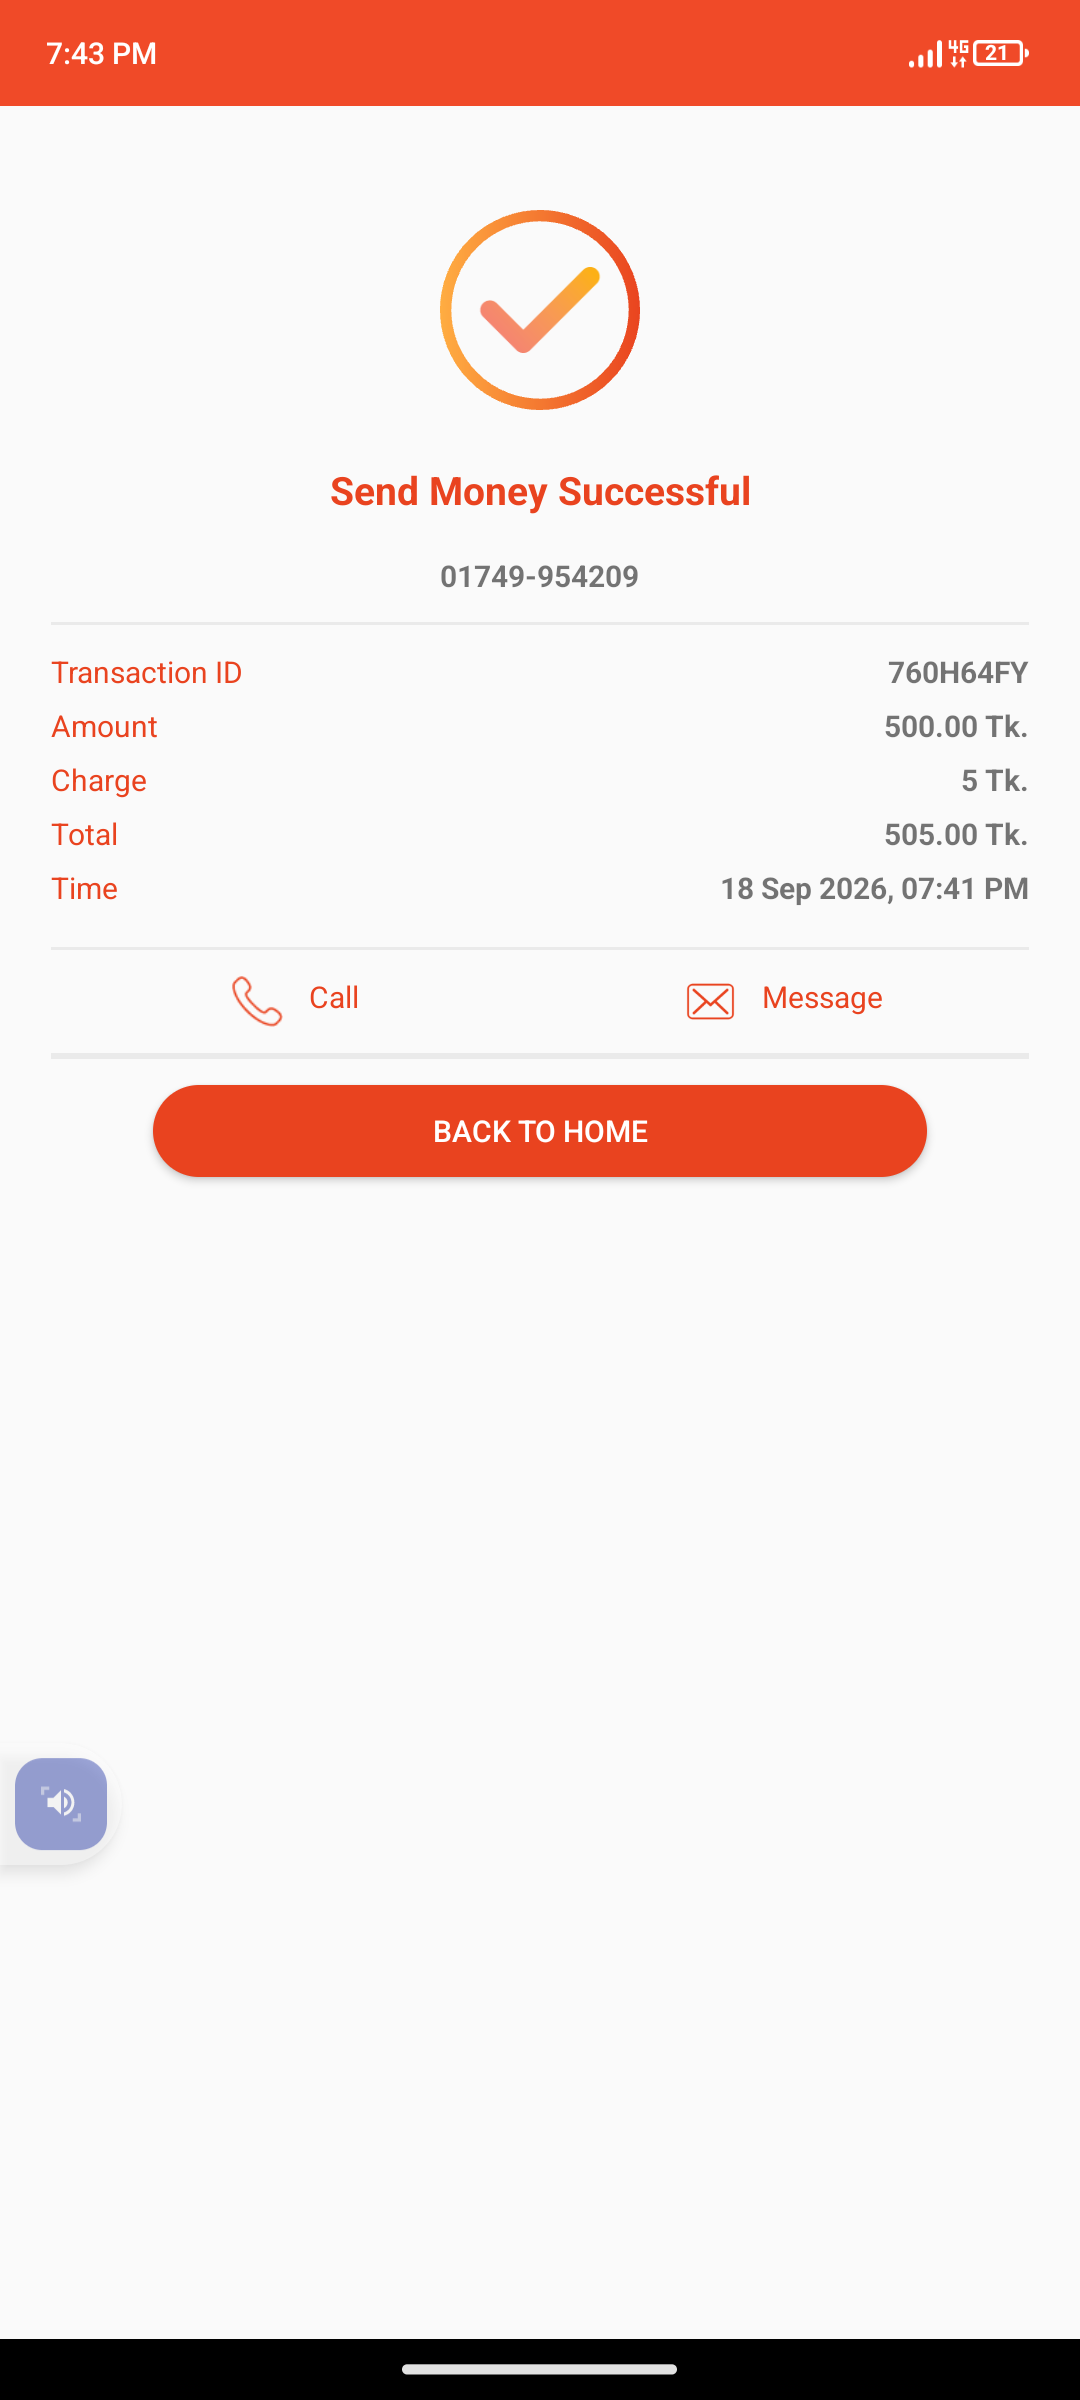 7:43 PM
4G
21
Send Money Successful
01749-954209
Transaction ID 760H64FY
Amount 500.00 Tk.
Charge 5 Tk.
Total 505.00 Tk.
Time 18 Sep 2026, 07:41 PM
Call Message
BACK TO HOME